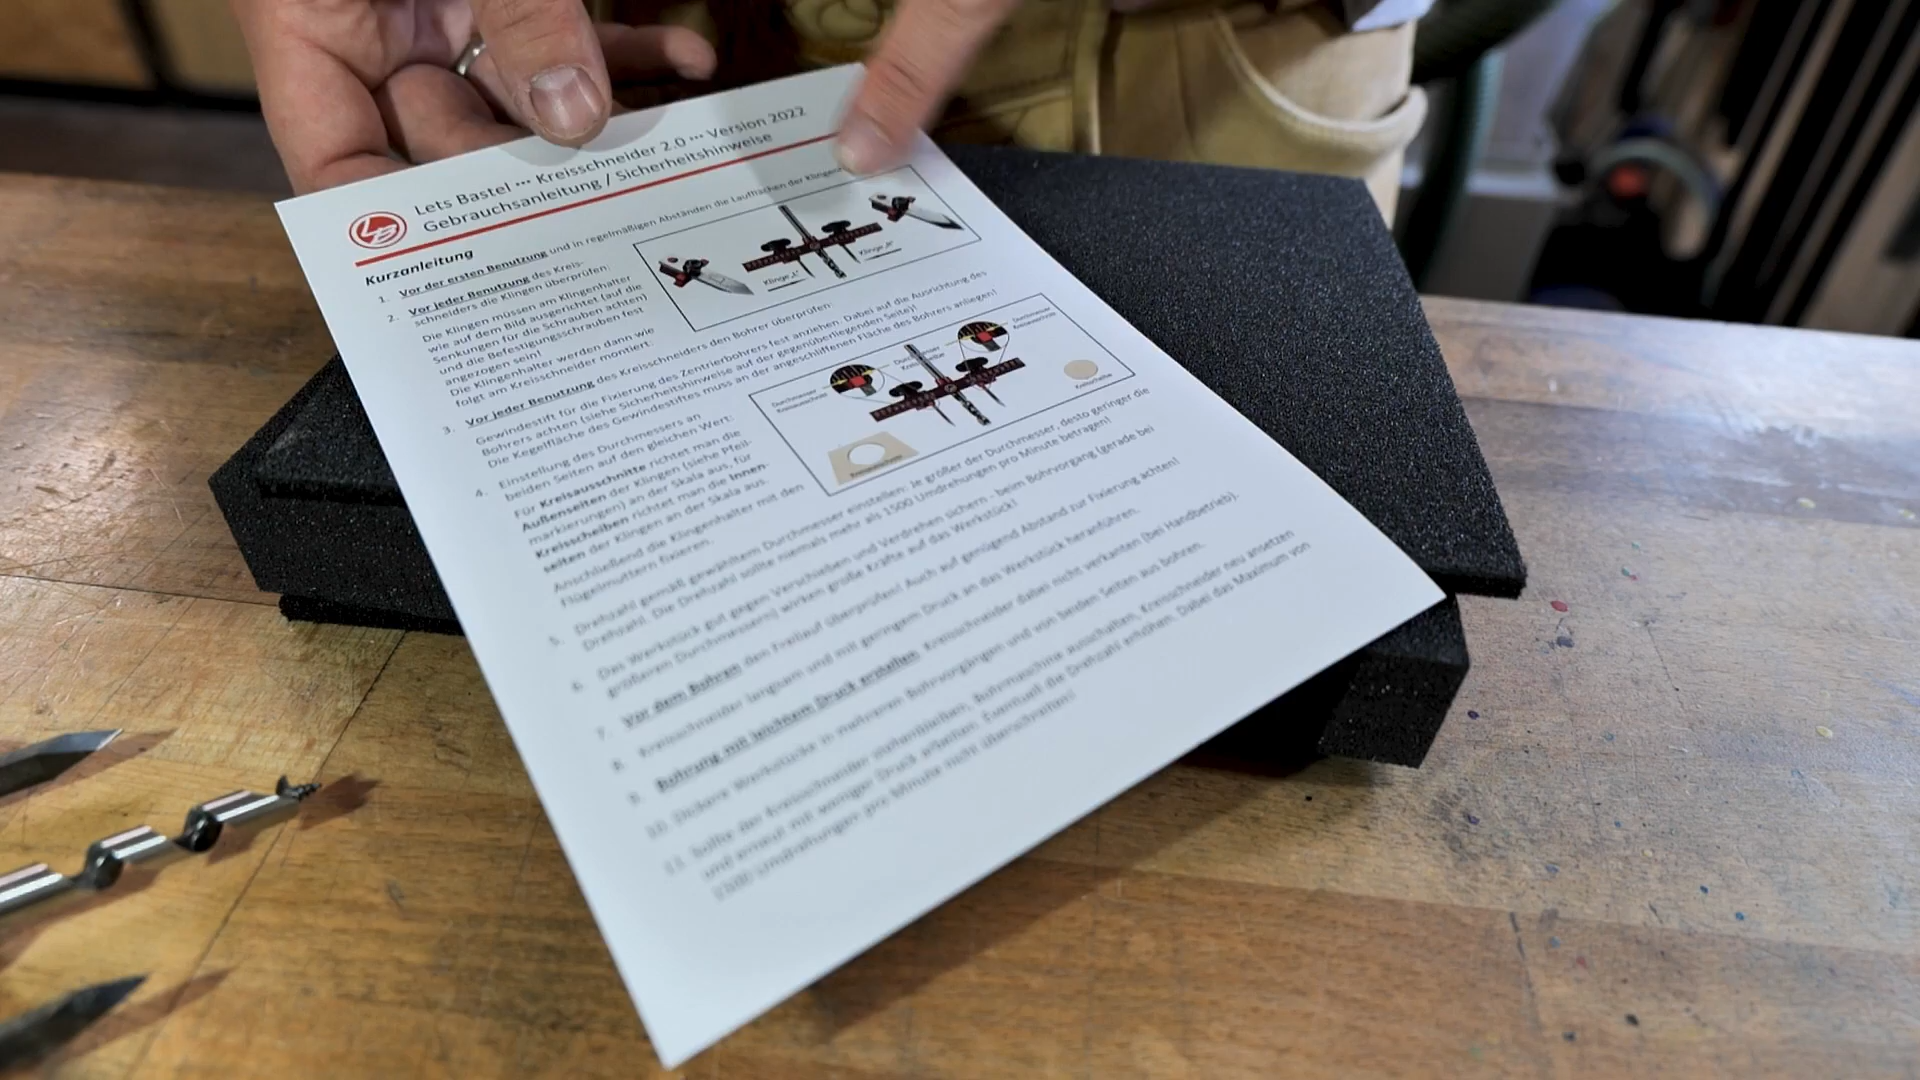 Lets Bastel ··· Kreisschneider 2.0 ··· Version 2022
Gebrauchsanleitung / Sicherheitshinweise
LB
Kurzanleitung
1. Vor der ersten Benutzung und in regelmäßigen Abständen die Laufflächen der
2. Vor jeder Benutzung des Kreis-
schneiders die Klingen überprüfen:
Die Klingen müssen am Klingenhalter
wie auf dem Bild ausgerichtet (auf die
Senkungen für die Schrauben achten)
und die Befestigungsschrauben fest
angezogen sein!
Die Klingenhalter werden dann wie
folgt am Kreisschneider montiert:
Klinge „L“
Klinge „R“
3. Vor jeder Benutzung des Kreisschneiders den Bohrer überprüfen:
Gewindestift für die Fixierung des Zentrierbohrers fest anziehen. Dabei auf die Ausrichtung des
Bohrers achten (siehe Sicherheitshinweise auf der gegenüberliegenden Seite)!
Die Kegelfläche des Gewindestiftes muss an der angeschliffenen Fläche des Bohrers anliegen!
4. Einstellung des Durchmessers an
beiden Seiten auf den gleichen Wert:
Für Kreisausschnitte richtet man die
Außenseiten der Klingen (siehe Pfeil-
markierungen) an der Skala aus, für
Kreisscheiben richtet man die Innen-
seiten der Klingen an der Skala aus.
Anschließend die Klingenhalter mit den
Flügelmuttern fixieren.
Durchmesser
Kreisausschnitt
Durchmesser
Kreisscheibe
Durchmesser
Kreisausschnitt
Kreisausschnitt
Kreisscheibe
5. Drehzahl gemäß gewähltem Durchmesser einstellen: Je größer der Durchmesser, desto geringer die
Drehzahl. Die Drehzahl sollte niemals mehr als 1500 Umdrehungen pro Minute betragen!
6. Das Werkstück gut gegen Verschieben und Verdrehen sichern - beim Bohrvorgang (gerade bei
größeren Durchmessern) wirken große Kräfte auf das Werkstück!
7. Vor dem Bohren den Freilauf überprüfen! Auch auf genügend Abstand zur Fixierung achten!
8. Kreisschneider langsam und mit geringem Druck an das Werkstück heranführen.
9. Bohrung mit leichtem Druck erstellen. Kreisschneider dabei nicht verkanten (bei Handbetrieb).
10. Dickere Werkstücke in mehreren Bohrvorgängen und von beiden Seiten aus bohren.
11. Sollte der Kreisschneider stehenbleiben, Bohrmaschine ausschalten, Kreisschneider neu ansetzen
und erneut mit weniger Druck arbeiten. Eventuell die Drehzahl erhöhen. Dabei das Maximum von
1500 Umdrehungen pro Minute nicht überschreiten!